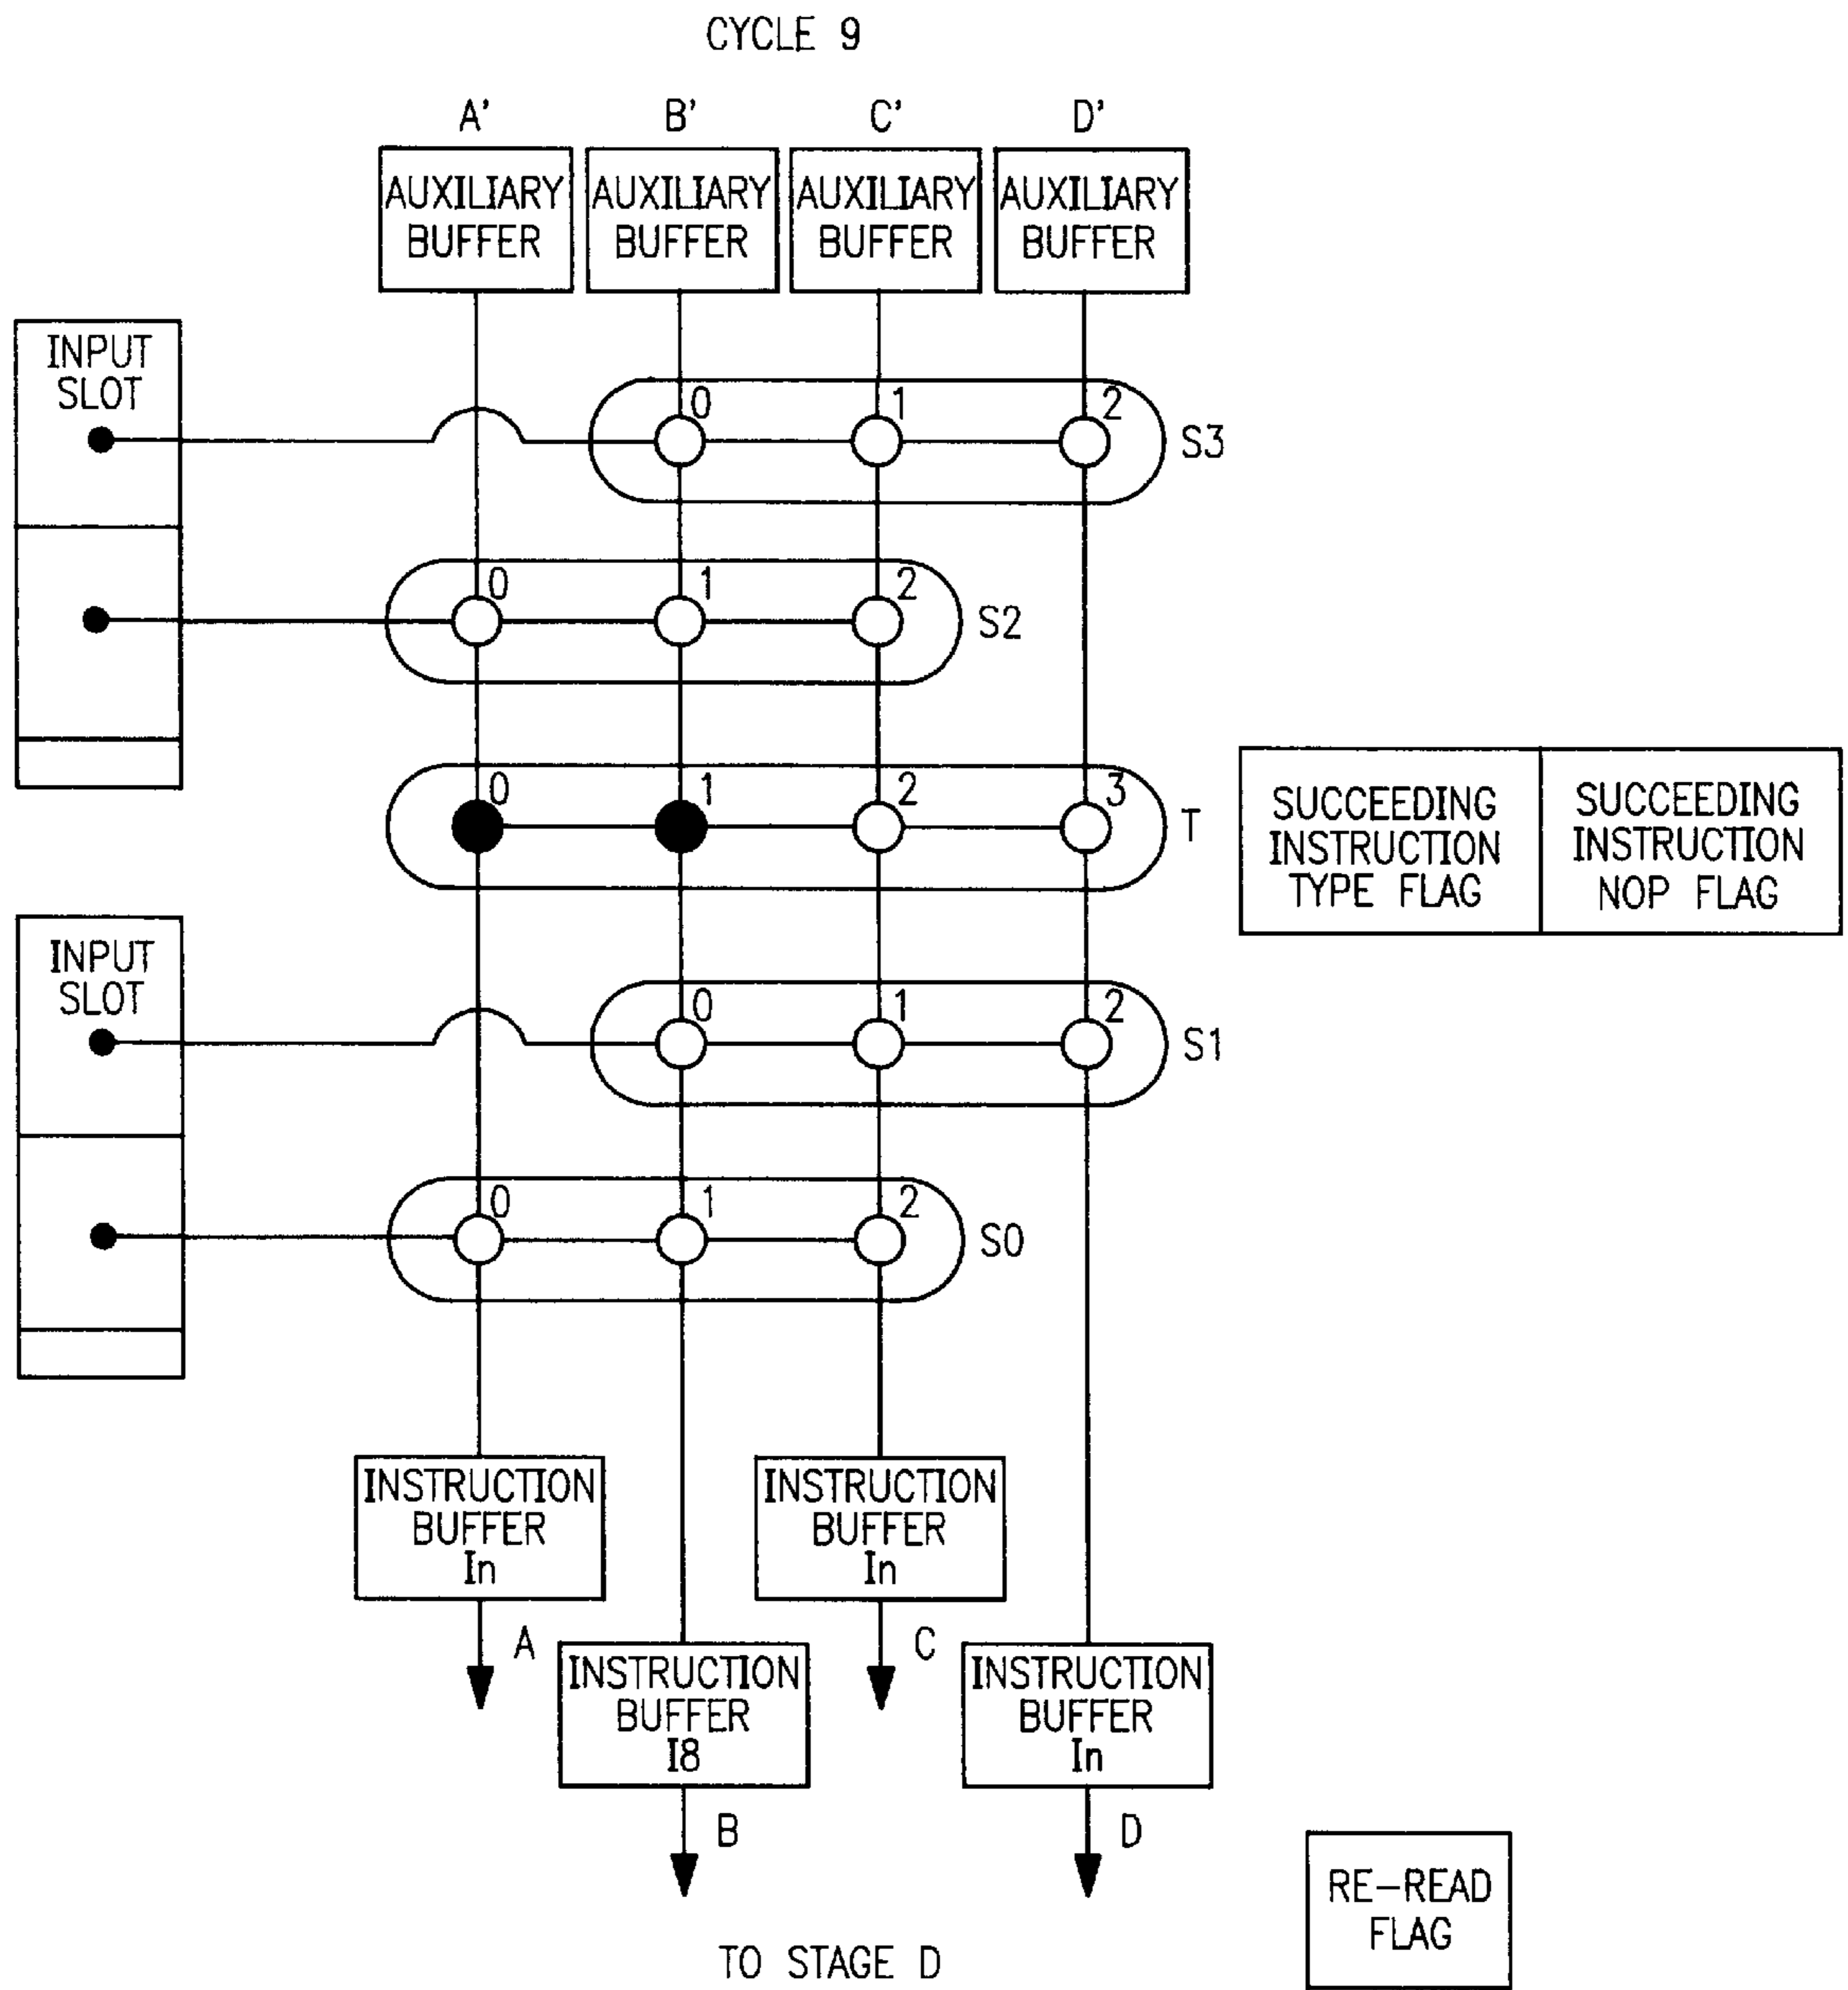 CYCLE 9
A' B' C' D'
AUXILIARY
BUFFER
AUXILIARY
BUFFER
AUXILIARY
BUFFER
AUXILIARY
BUFFER
INPUT
SLOT
0 1 2 S3
0 1 2 S2
0 1 2 3 T
SUCCEEDING
INSTRUCTION
TYPE FLAG
SUCCEEDING
INSTRUCTION
NOP FLAG
INPUT
SLOT
0 1 2 S1
0 1 2 S0
INSTRUCTION
BUFFER
In
A
INSTRUCTION
BUFFER
I8
B
INSTRUCTION
BUFFER
In
C
INSTRUCTION
BUFFER
In
D
RE-READ
FLAG
TO STAGE D